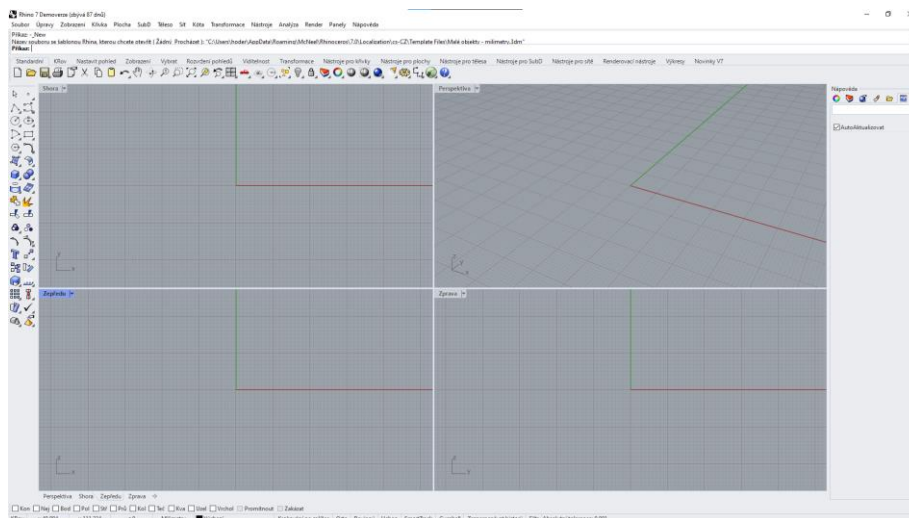 Rhino 7 Demoverze (zbývá 87 dnů)
Soubor Úpravy Zobrazení Křivka Plocha SubD Těleso Síť Kóta Transformace Nástroje Analýza Render Panely Nápověda
Příkaz: -_New
Název souboru se šablonou Rhina, kterou chcete otevřít ( Žádný Procházet ): "C:\Users\hoder\AppData\Roaming\McNeel\Rhinoceros\7.0\Localization\cs-CZ\Template Files\Malé objekty - milimetry.3dm"
Příkaz:
Standardní KRov Nastavit pohled Zobrazení Vybrat Rozvržení pohledů Viditelnost Transformace Nástroje pro křivky Nástroje pro plochy Nástroje pro tělesa Nástroje pro SubD Nástroje pro sítě Renderovací nástroje Výkresy Novinky V7
Shora
Perspektiva
Nápověda
AutoAktualizovat
y
x
z
y
x
Zepředu
Zprava
z
x
z
y
Perspektiva Shora Zepředu Zprava
Kon Nej Bod Pol Stř Prů Kol Teč Kva Uzel Vrchol Promítnout Zakázat